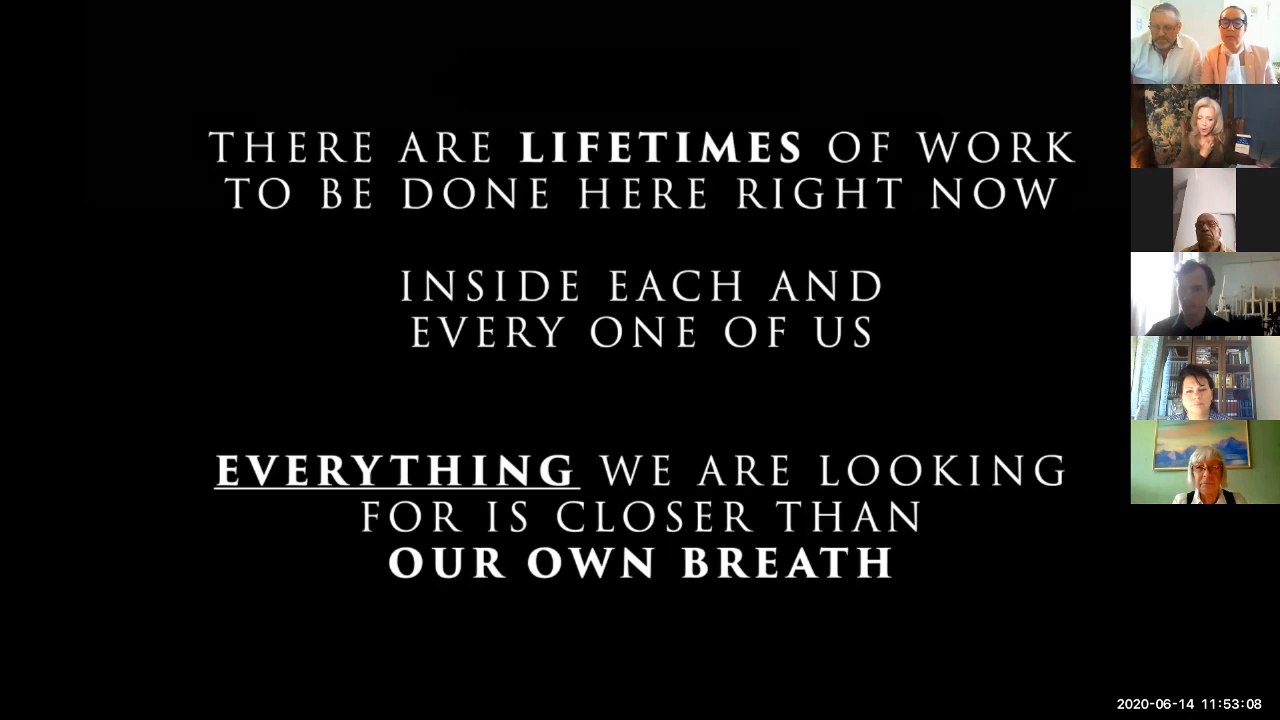 THERE ARE LIFETIMES OF WORK
TO BE DONE HERE RIGHT NOW
INSIDE EACH AND
EVERY ONE OF US
EVERYTHING WE ARE LOOKING
FOR IS CLOSER THAN
OUR OWN BREATH
2020-06-14 11:53:08